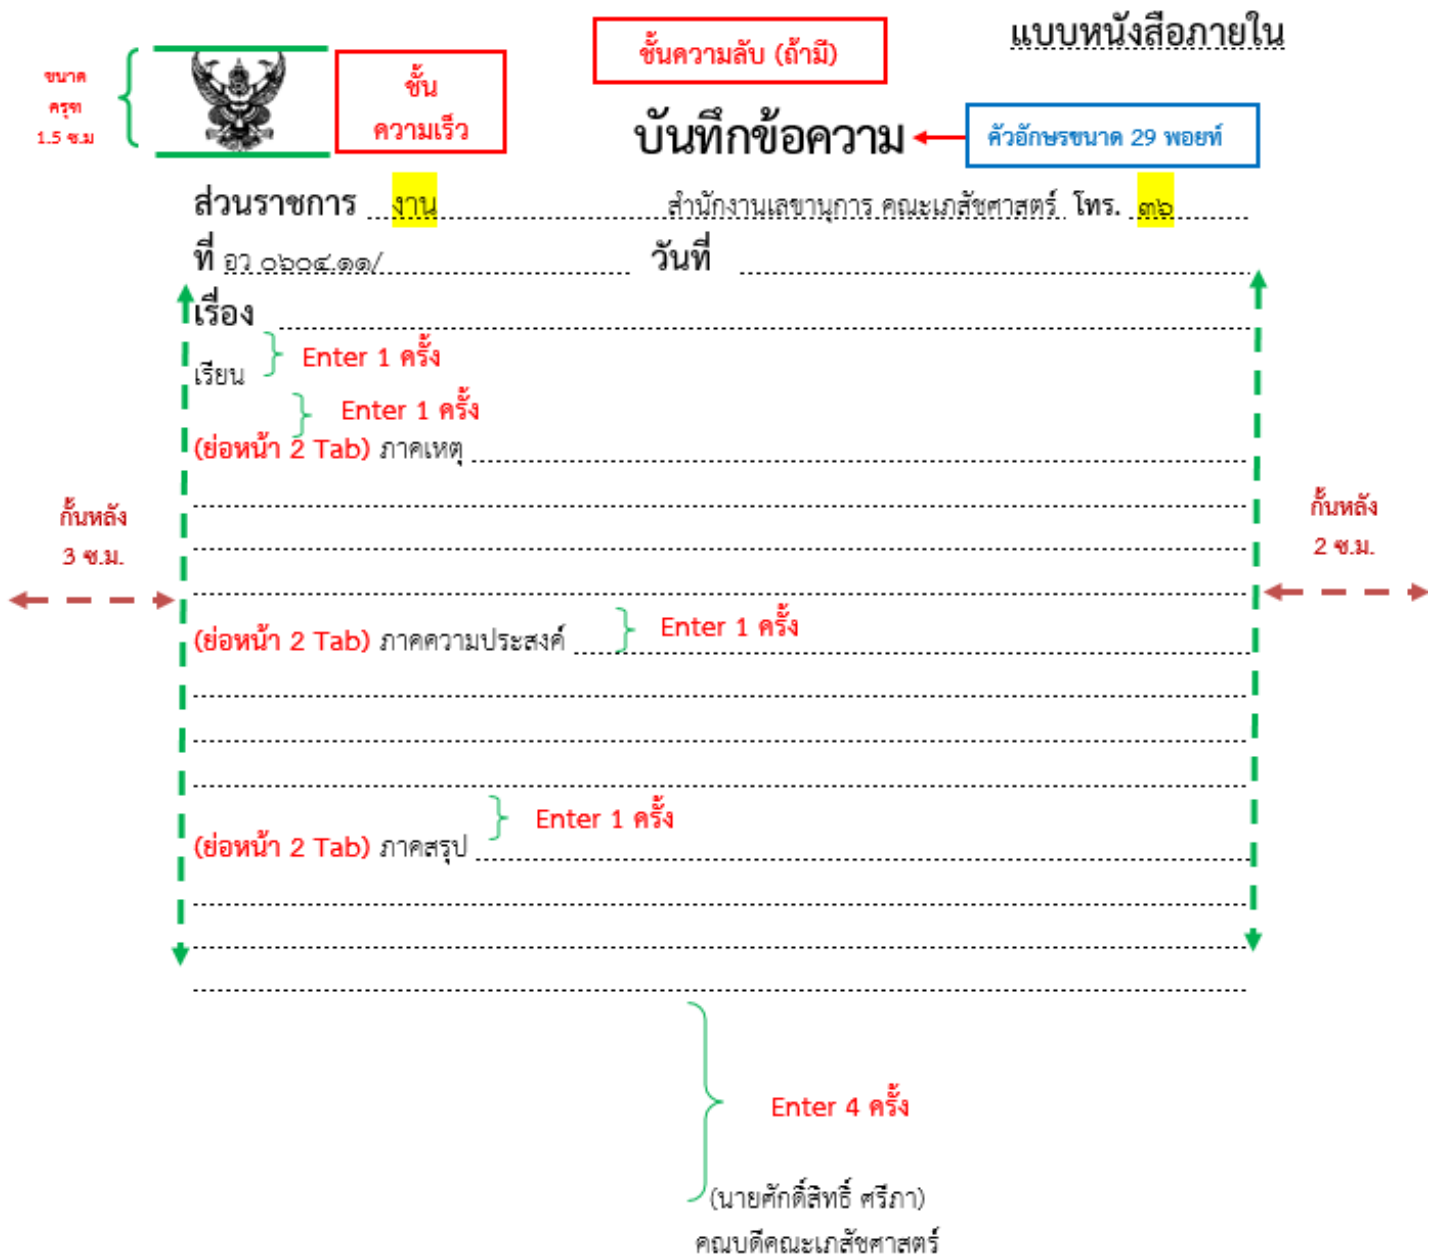 แบบหนังสือภายใน
ชั้นความลับ (ถ้ามี)
ขนาด
ครุฑ
1.5 ซ.ม
ชั้น
ความเร็ว
บันทึกข้อความ
ตัวอักษรขนาด 29 พอยท์
ส่วนราชการ งาน สำนักงานเลขานุการ คณะเภสัชศาสตร์ โทร. ๓๖
ที่ อว ๐๖๐๔.๑๑/ วันที่
เรื่อง
Enter 1 ครั้ง
เรียน
Enter 1 ครั้ง
(ย่อหน้า 2 Tab) ภาคเหตุ
กั้นหลัง
3 ซ.ม.
กั้นหลัง
2 ซ.ม.
Enter 1 ครั้ง
(ย่อหน้า 2 Tab) ภาคความประสงค์
Enter 1 ครั้ง
(ย่อหน้า 2 Tab) ภาคสรุป
Enter 4 ครั้ง
(นายศักดิ์สิทธิ์ ศรีภา)
คณบดีคณะเภสัชศาสตร์